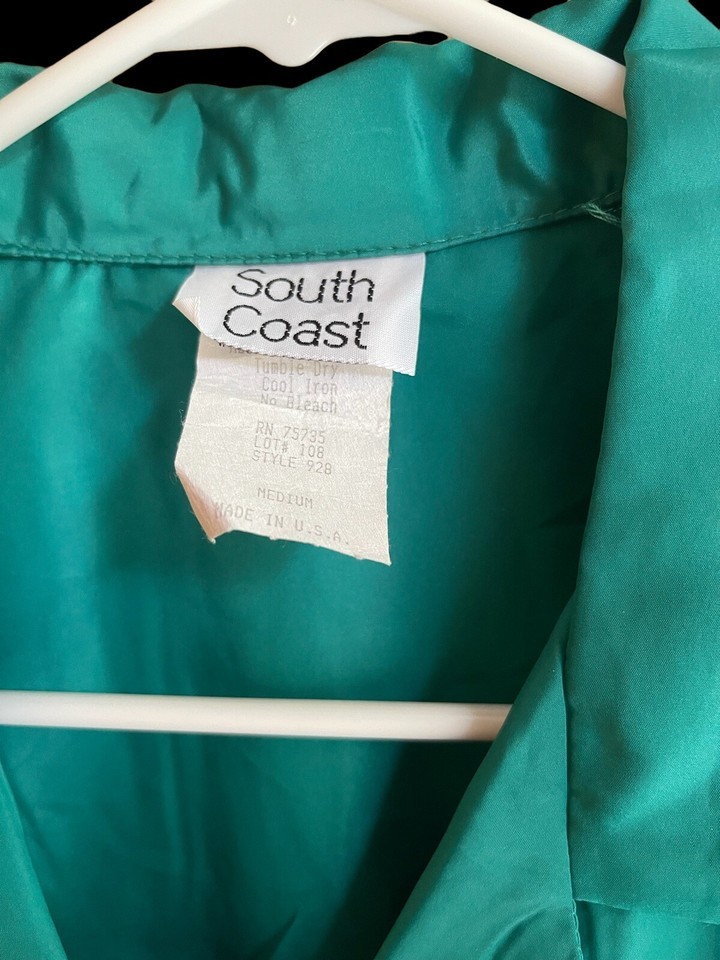 South
Coast
Tumble Dry
Cool Iron
No Bleach
RN 75735
LOT# 108
STYLE 928
MEDIUM
MADE IN U.S.A.